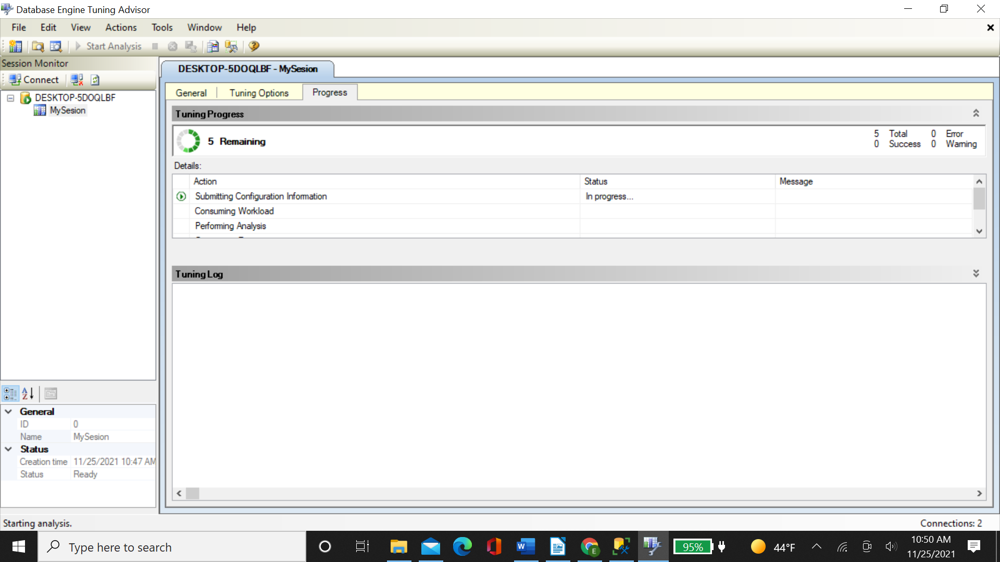 Database Engine Tuning Advisor
File Edit View Actions Tools Window Help
Start Analysis
Session Monitor
Connect
DESKTOP-5DOQLBF
MySesion
DESKTOP-5DOQLBF - MySesion
General Tuning Options Progress
Tuning Progress
5 Remaining
5 Total 0 Error
0 Success 0 Warning
Details:
Action Status Message
Submitting Configuration Information In progress...
Consuming Workload
Performing Analysis
Tuning Log
A
Z
General
ID 0
Name MySesion
Status
Creation time 11/25/2021 10:47 AM
Status Ready
Starting analysis.
Connections: 2
Type here to search
W
E
95%
44°F
10:50 AM
11/25/2021